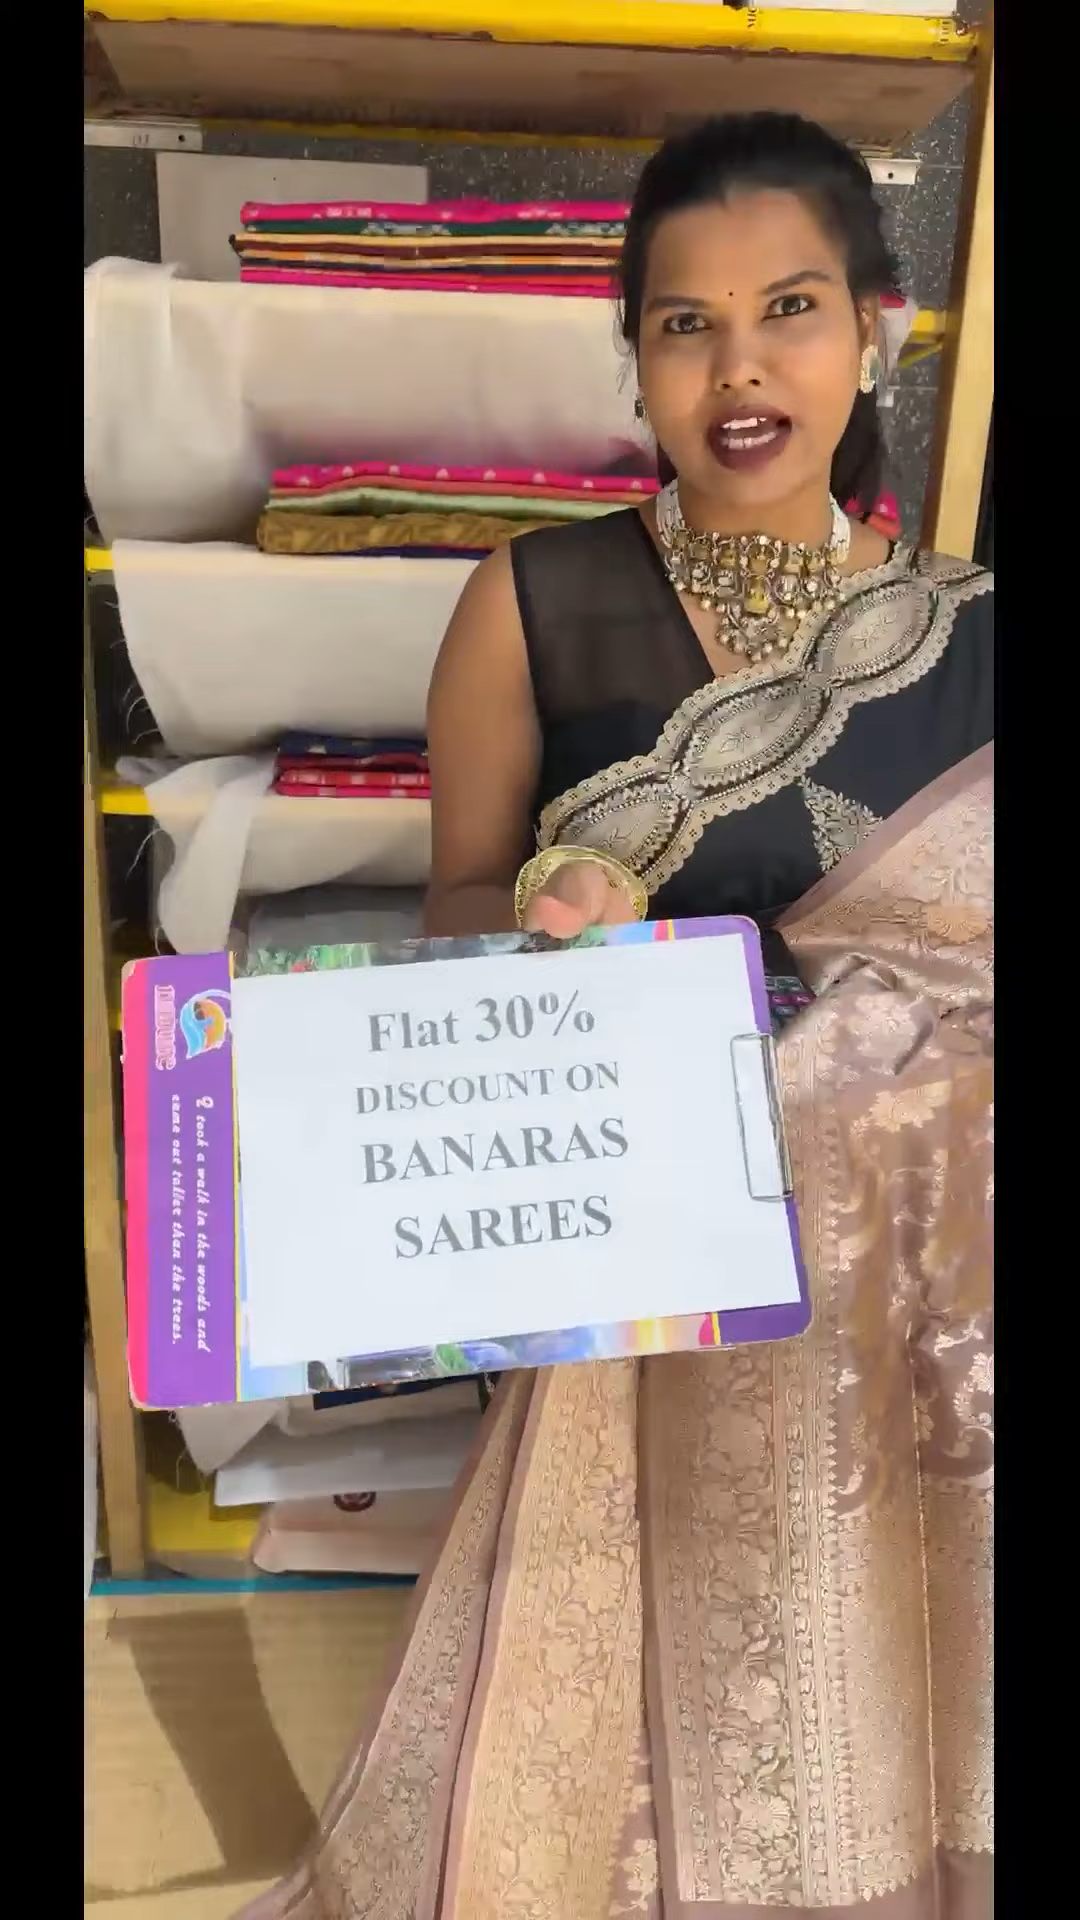 Flat 30%
DISCOUNT ON
BANARAS
SAREES
I took a walk in the woods and
came out taller than the trees.